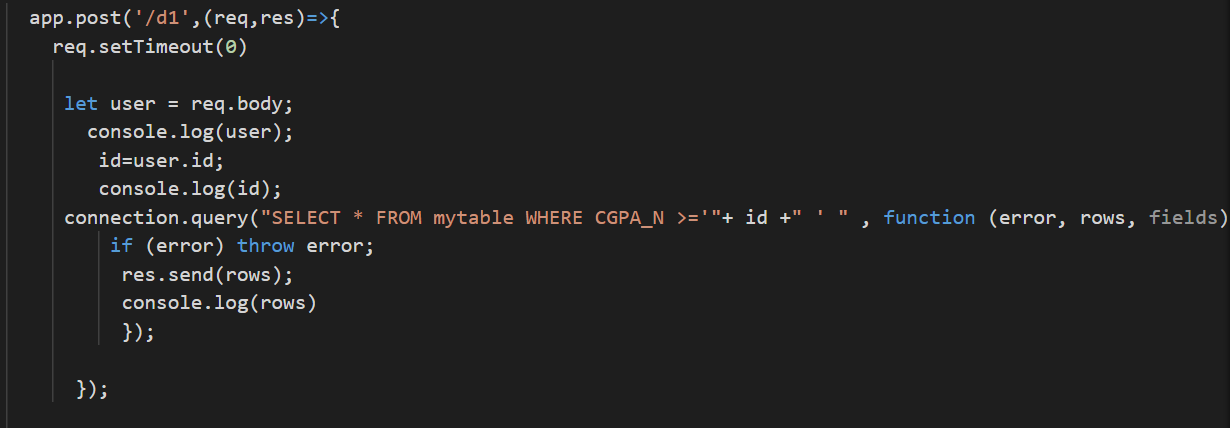 app.post('/d1',(req,res)=>{
req.setTimeout(0)
let user = req.body;
console.log(user);
id=user.id;
console.log(id);
connection.query("SELECT * FROM mytable WHERE CGPA_N >='"+ id +" ' " , function (error, rows, fields)
if (error) throw error;
res.send(rows);
console.log(rows)
});
});